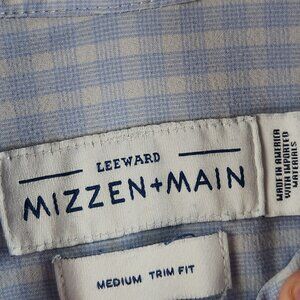 LEEWARD
MIZZEN+MAIN
MEDIUM TRIM FIT
MADE IN AMERICA
WITH IMPORTED
MATERIALS